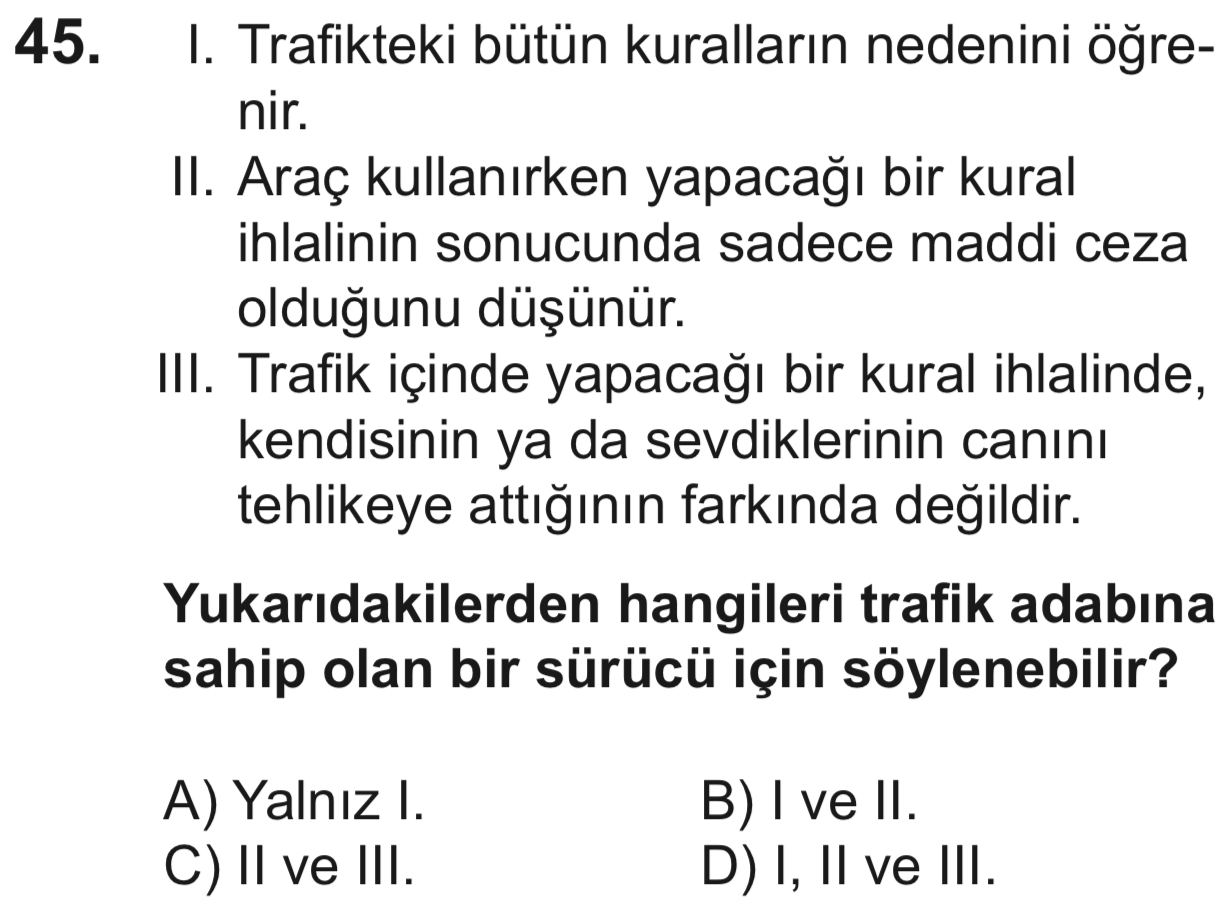 45. I. Trafikteki bütün kuralların nedenini öğre-
nir.
II. Araç kullanırken yapacağı bir kural
ihlalinin sonucunda sadece maddi ceza
olduğunu düşünür.
III. Trafik içinde yapacağı bir kural ihlalinde,
kendisinin ya da sevdiklerinin canını
tehlikeye attığının farkında değildir.
Yukarıdakilerden hangileri trafik adabına
sahip olan bir sürücü için söylenebilir?
A) Yalnız I. B) I ve II.
C) II ve III. D) I, II ve III.